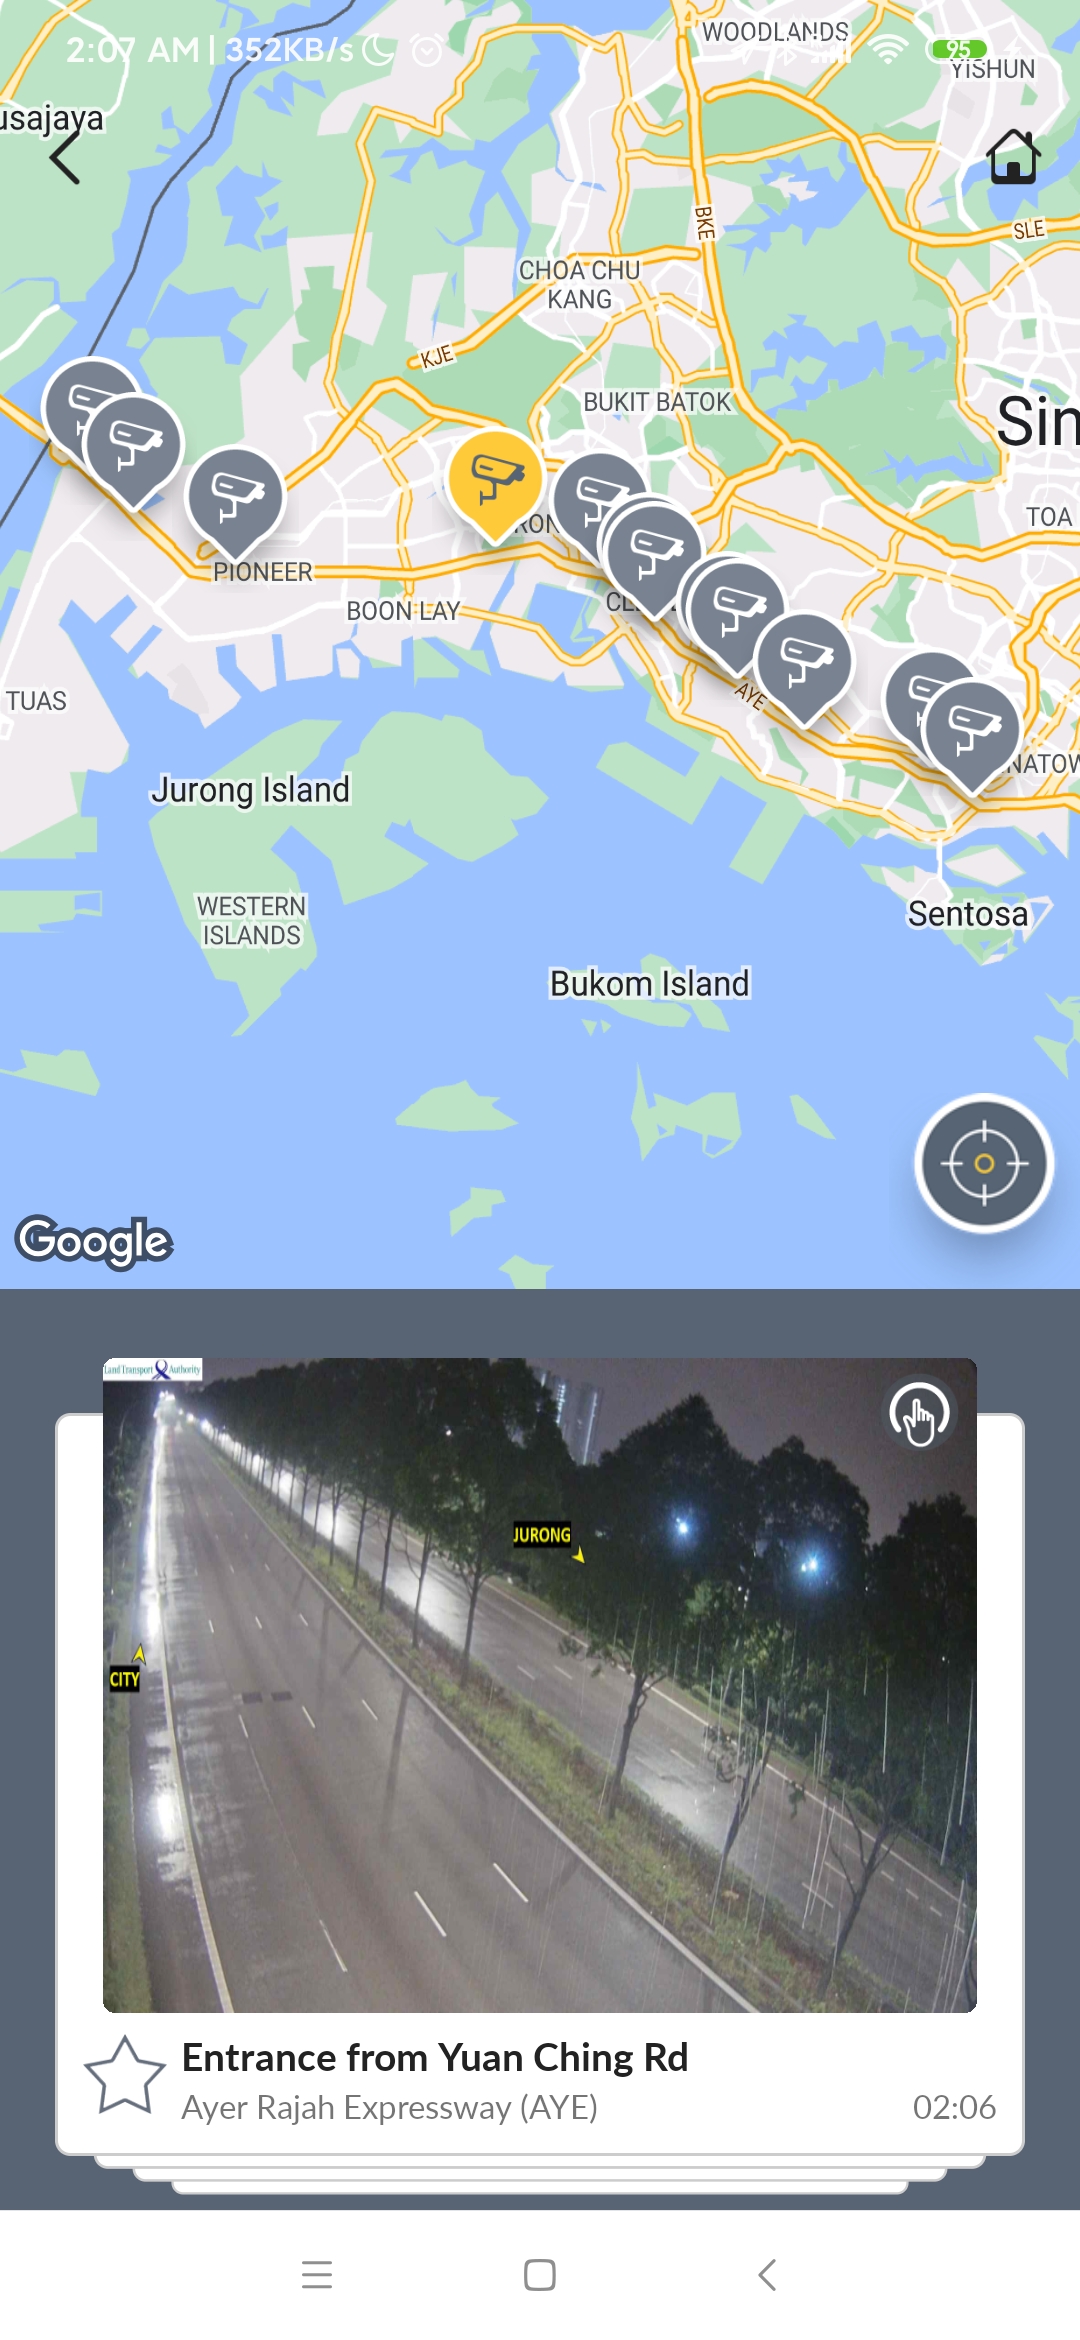 WOODLANDS
2:07 AM | 352KB/s
95
YISHUN
usajaya
BKE
SLE
CHOA CHU
KANG
KJE
BUKIT BATOK
Sin
TOA
RON
PIONEER
BOON LAY
CLE
TUAS
AYE
NATOW
Jurong Island
WESTERN
ISLANDS
Sentosa
Bukom Island
Google
Land Transport Authority
JURONG
CITY
Entrance from Yuan Ching Rd
Ayer Rajah Expressway (AYE)
02:06